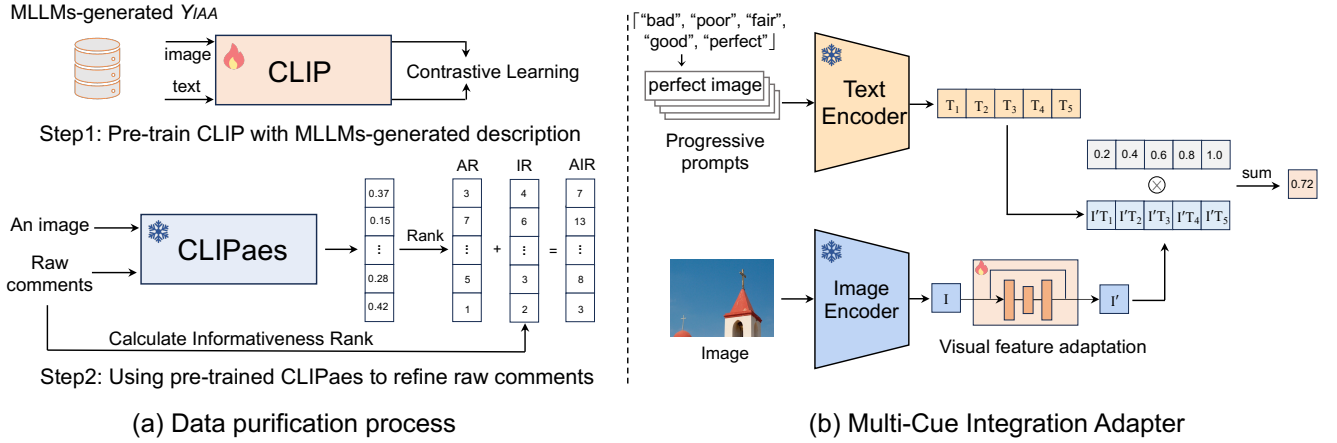 MLLMs-generated YIAA
image
text
CLIP
Contrastive Learning
Step1: Pre-train CLIP with MLLMs-generated description
An image
Raw
comments
CLIPaes
0.37
0.15
⋮
0.28
0.42
Rank
AR
3
7
⋮
5
1
+
IR
4
6
⋮
3
2
=
AIR
7
13
⋮
8
3
Calculate Informativeness Rank
Step2: Using pre-trained CLIPaes to refine raw comments
(a) Data purification process
⌈"bad", "poor", "fair",
"good", "perfect"⌋
perfect image
Progressive
prompts
Text
Encoder
T1 T2 T3 T4 T5
0.2 0.4 0.6 0.8 1.0
⊗
sum
0.72
I'T1 I'T2 I'T3 I'T4 I'T5
Image
Image
Encoder
I
I'
Visual feature adaptation
(b) Multi-Cue Integration Adapter